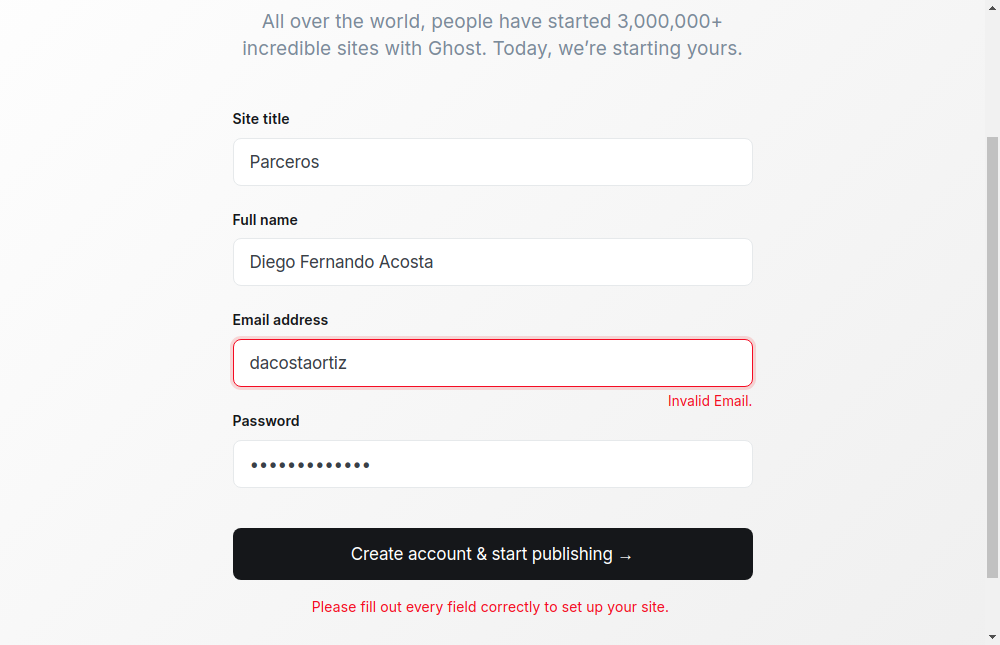 All over the world, people have started 3,000,000+
incredible sites with Ghost. Today, we’re starting yours.
Site title
Parceros
Full name
Diego Fernando Acosta
Email address
dacostaortiz
Invalid Email.
Password
•••••••••••••
Create account & start publishing →
Please fill out every field correctly to set up your site.